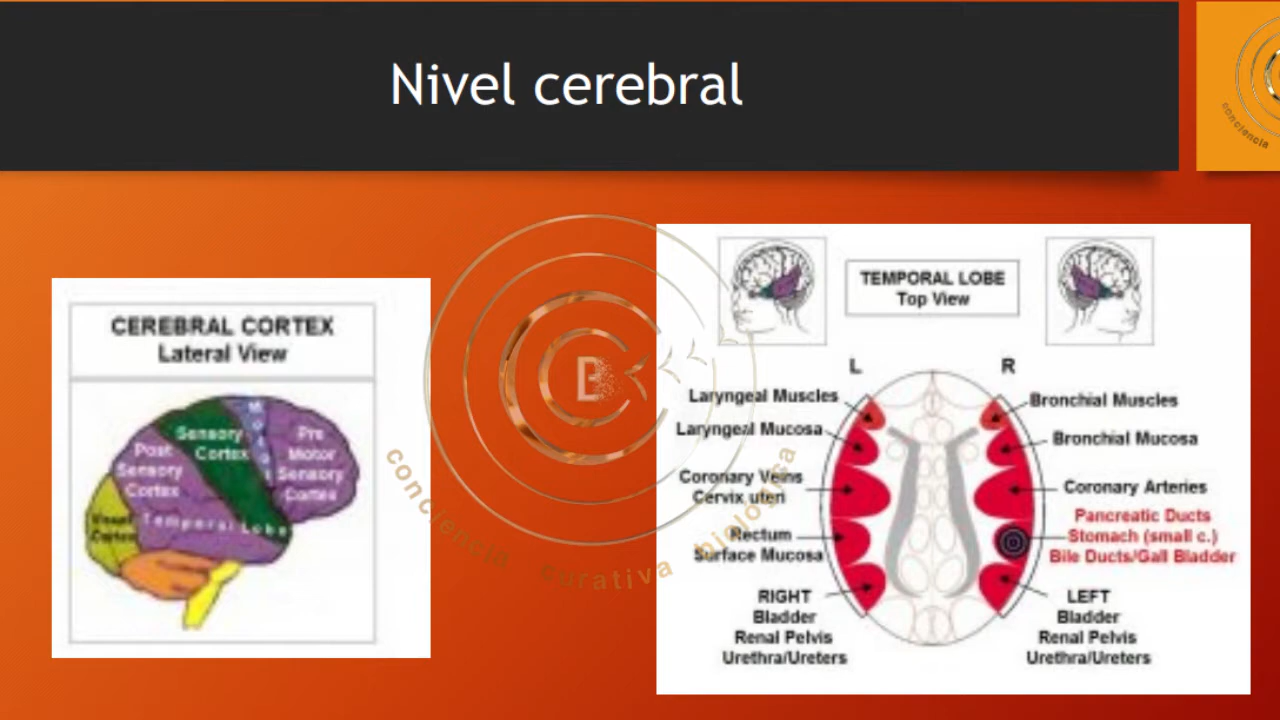 Nivel cerebral
conciencia
CEREBRAL CORTEX
Lateral View
Sensory
Cortex
Motor
Pre
Motor
Sensory
Cortex
Post
Sensory
Cortex
Visual
Cortex
Temporal Lobe
B
conciencia curativa biologica
TEMPORAL LOBE
Top View
L
R
Laryngeal Muscles
Laryngeal Mucosa
Coronary Veins
Cervix uteri
Rectum
Surface Mucosa
RIGHT
Bladder
Renal Pelvis
Urethra/Ureters
Bronchial Muscles
Bronchial Mucosa
Coronary Arteries
Pancreatic Ducts
Stomach (small c.)
Bile Ducts/Gall Bladder
LEFT
Bladder
Renal Pelvis
Urethra/Ureters